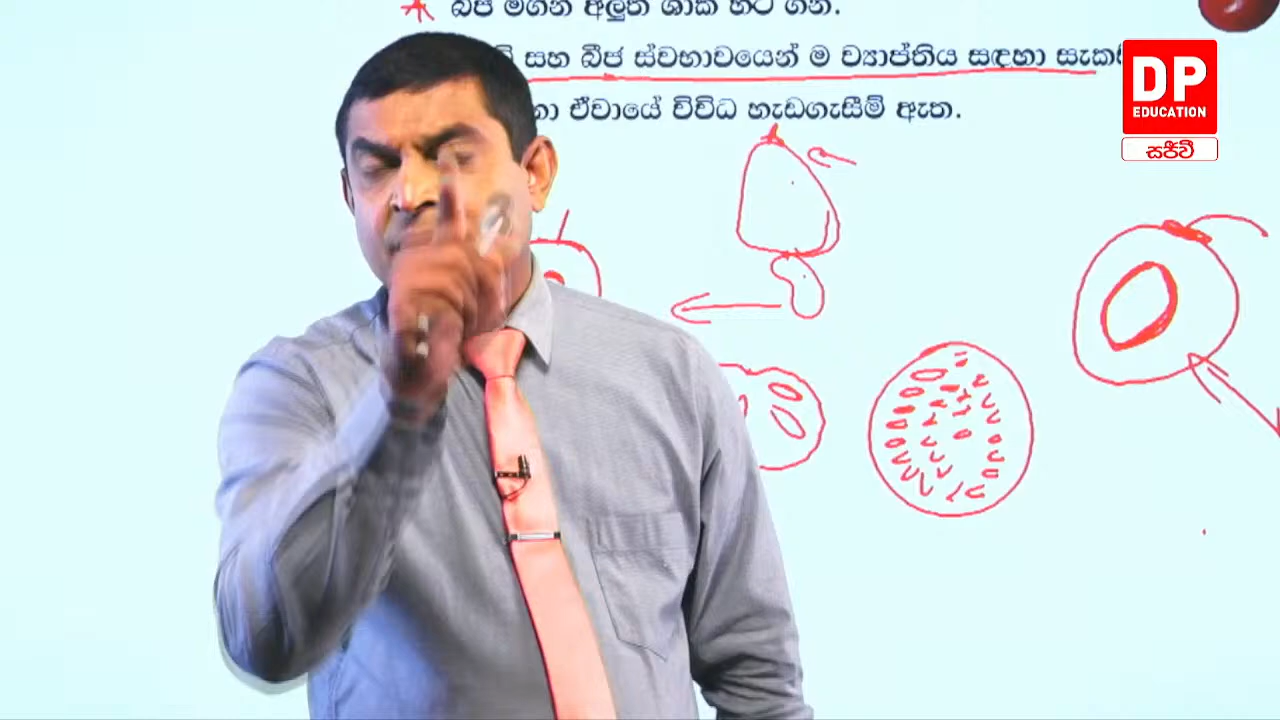 බීජ මගින් අලුත් ශාක හට ගනී.
සහ බීජ ස්වභාවයෙන් ම ව්‍යාප්තිය සඳහා
ඒවායේ විවිධ හැඩගැසීම් ඇත.
DP
EDUCATION
සජීවී